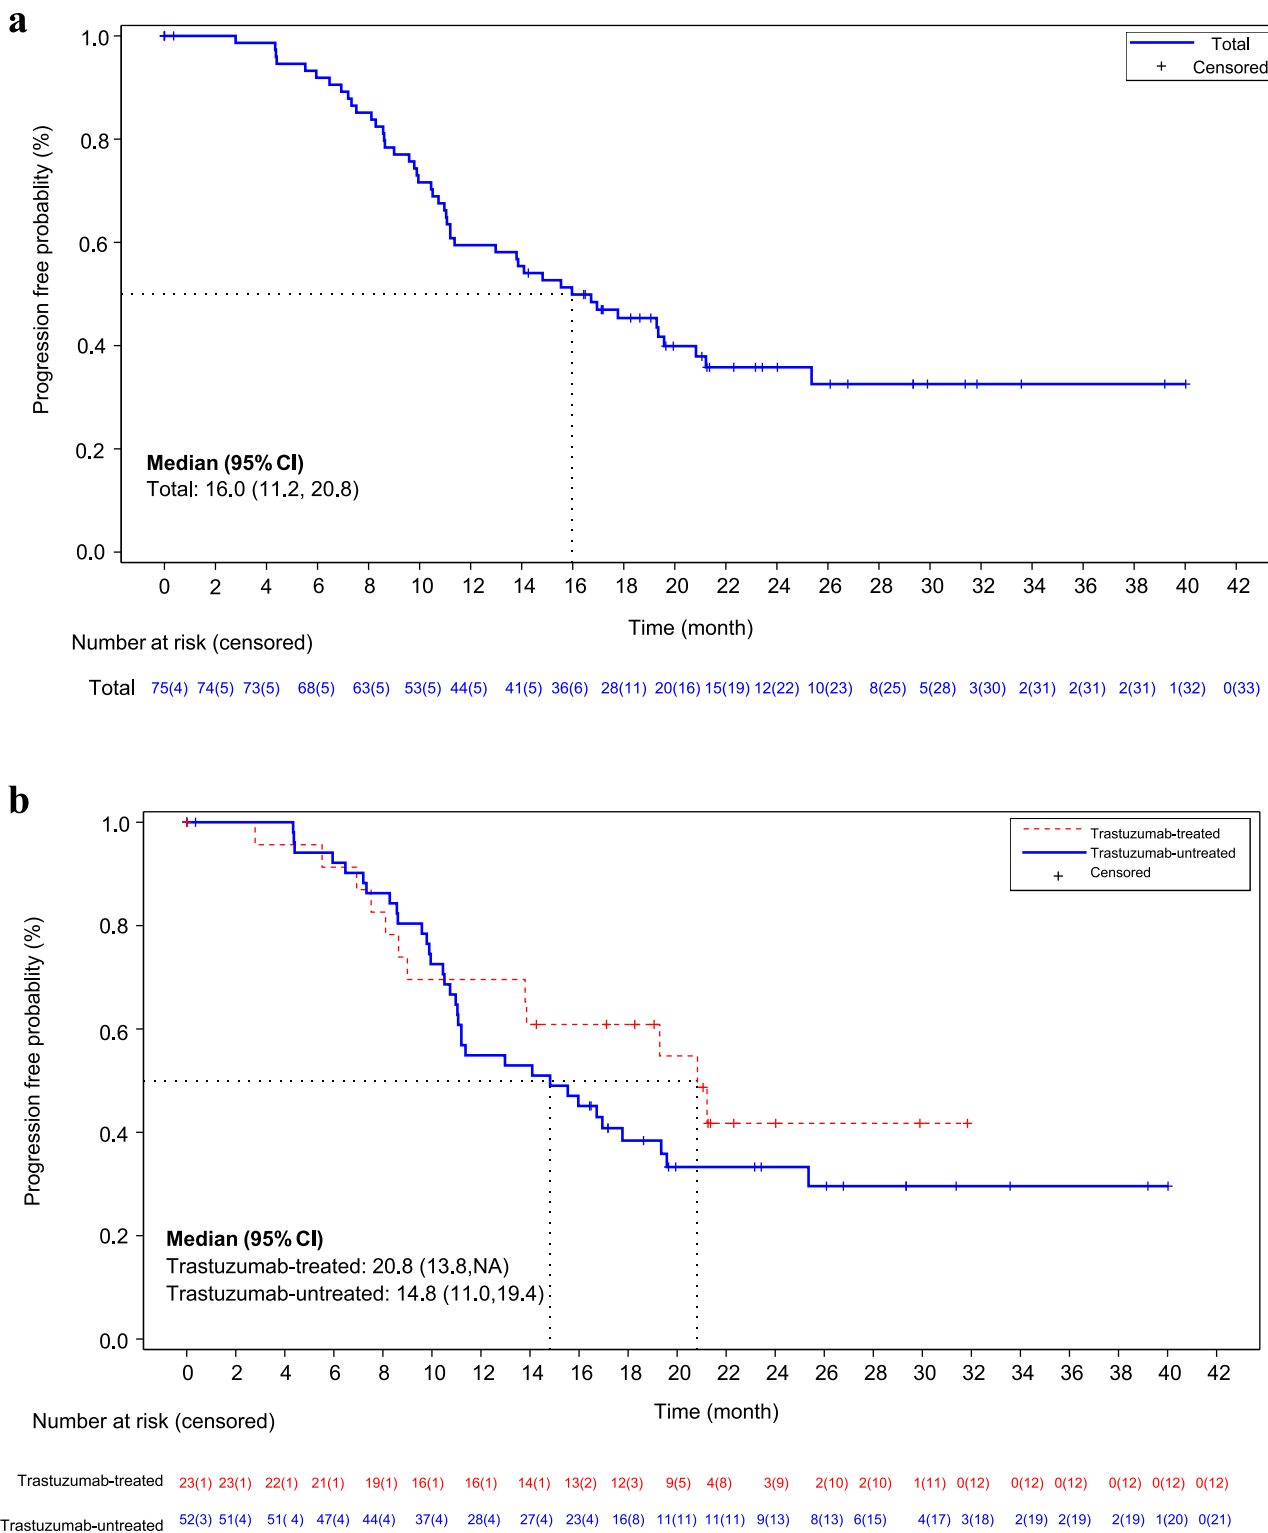 a
Total
Censored
Progression free probablity (%)
1.0
0.8
0.6
0.4
0.2
0.0
Median (95% CI)
Total: 16.0 (11.2, 20.8)
0 2 4 6 8 10 12 14 16 18 20 22 24 26 28 30 32 34 36 38 40 42
Time (month)
Number at risk (censored)
Total 75(4) 74(5) 73(5) 68(5) 63(5) 53(5) 44(5) 41(5) 36(6) 28(11) 20(16) 15(19) 12(22) 10(23) 8(25) 5(28) 3(30) 2(31) 2(31) 2(31) 1(32) 0(33)
b
Trastuzumab-treated
Trastuzumab-untreated
Censored
Progression free probablity (%)
1.0
0.8
0.6
0.4
0.2
0.0
Median (95% CI)
Trastuzumab-treated: 20.8 (13.8,NA)
Trastuzumab-untreated: 14.8 (11.0,19.4)
0 2 4 6 8 10 12 14 16 18 20 22 24 26 28 30 32 34 36 38 40 42
Time (month)
Number at risk (censored)
Trastuzumab-treated 23(1) 23(1) 22(1) 21(1) 19(1) 16(1) 16(1) 14(1) 13(2) 12(3) 9(5) 4(8) 3(9) 2(10) 2(10) 1(11) 0(12) 0(12) 0(12) 0(12) 0(12) 0(12)
Trastuzumab-untreated 52(3) 51(4) 51( 4) 47(4) 44(4) 37(4) 28(4) 27(4) 23(4) 16(8) 11(11) 11(11) 9(13) 8(13) 6(15) 4(17) 3(18) 2(19) 2(19) 2(19) 1(20) 0(21)